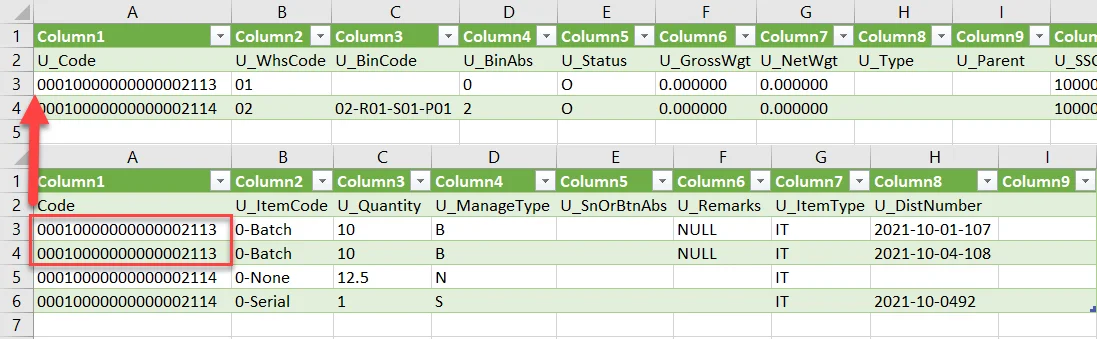 A B C D E F G H I
1 Column1 Column2 Column3 Column4 Column5 Column6 Column7 Column8 Column9 Colum
2 U_Code U_WhsCode U_BinCode U_BinAbs U_Status U_GrossWgt U_NetWgt U_Type U_Parent U_SSC
3 00010000000000002113 01 0 O 0.000000 0.000000 10000
4 00010000000000002114 02 02-R01-S01-P01 2 O 0.000000 0.000000 10000
5
A B C D E F G H I
1 Column1 Column2 Column3 Column4 Column5 Column6 Column7 Column8 Column9
2 Code U_ItemCode U_Quantity U_ManageType U_SnOrBtnAbs U_Remarks U_ItemType U_DistNumber
3 00010000000000002113 0-Batch 10 B NULL IT 2021-10-01-107
4 00010000000000002113 0-Batch 10 B NULL IT 2021-10-04-108
5 00010000000000002114 0-None 12.5 N IT
6 00010000000000002114 0-Serial 1 S IT 2021-10-0492
7